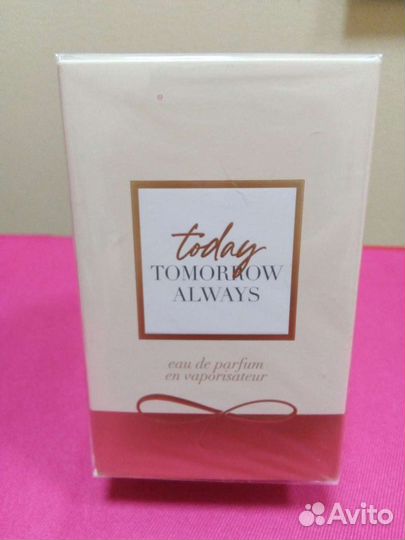 today
TOMORROW
ALWAYS
eau de parfum
en vaporisateur
Avito